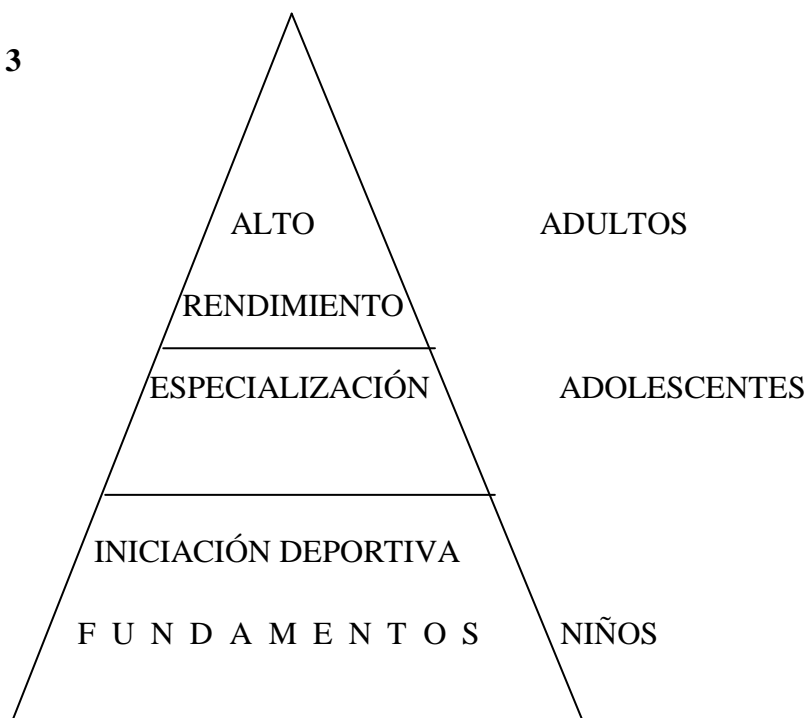 3
ALTO ADULTOS
RENDIMIENTO
ESPECIALIZACIÓN ADOLESCENTES
INICIACIÓN DEPORTIVA
F U N D A M E N T O S NIÑOS